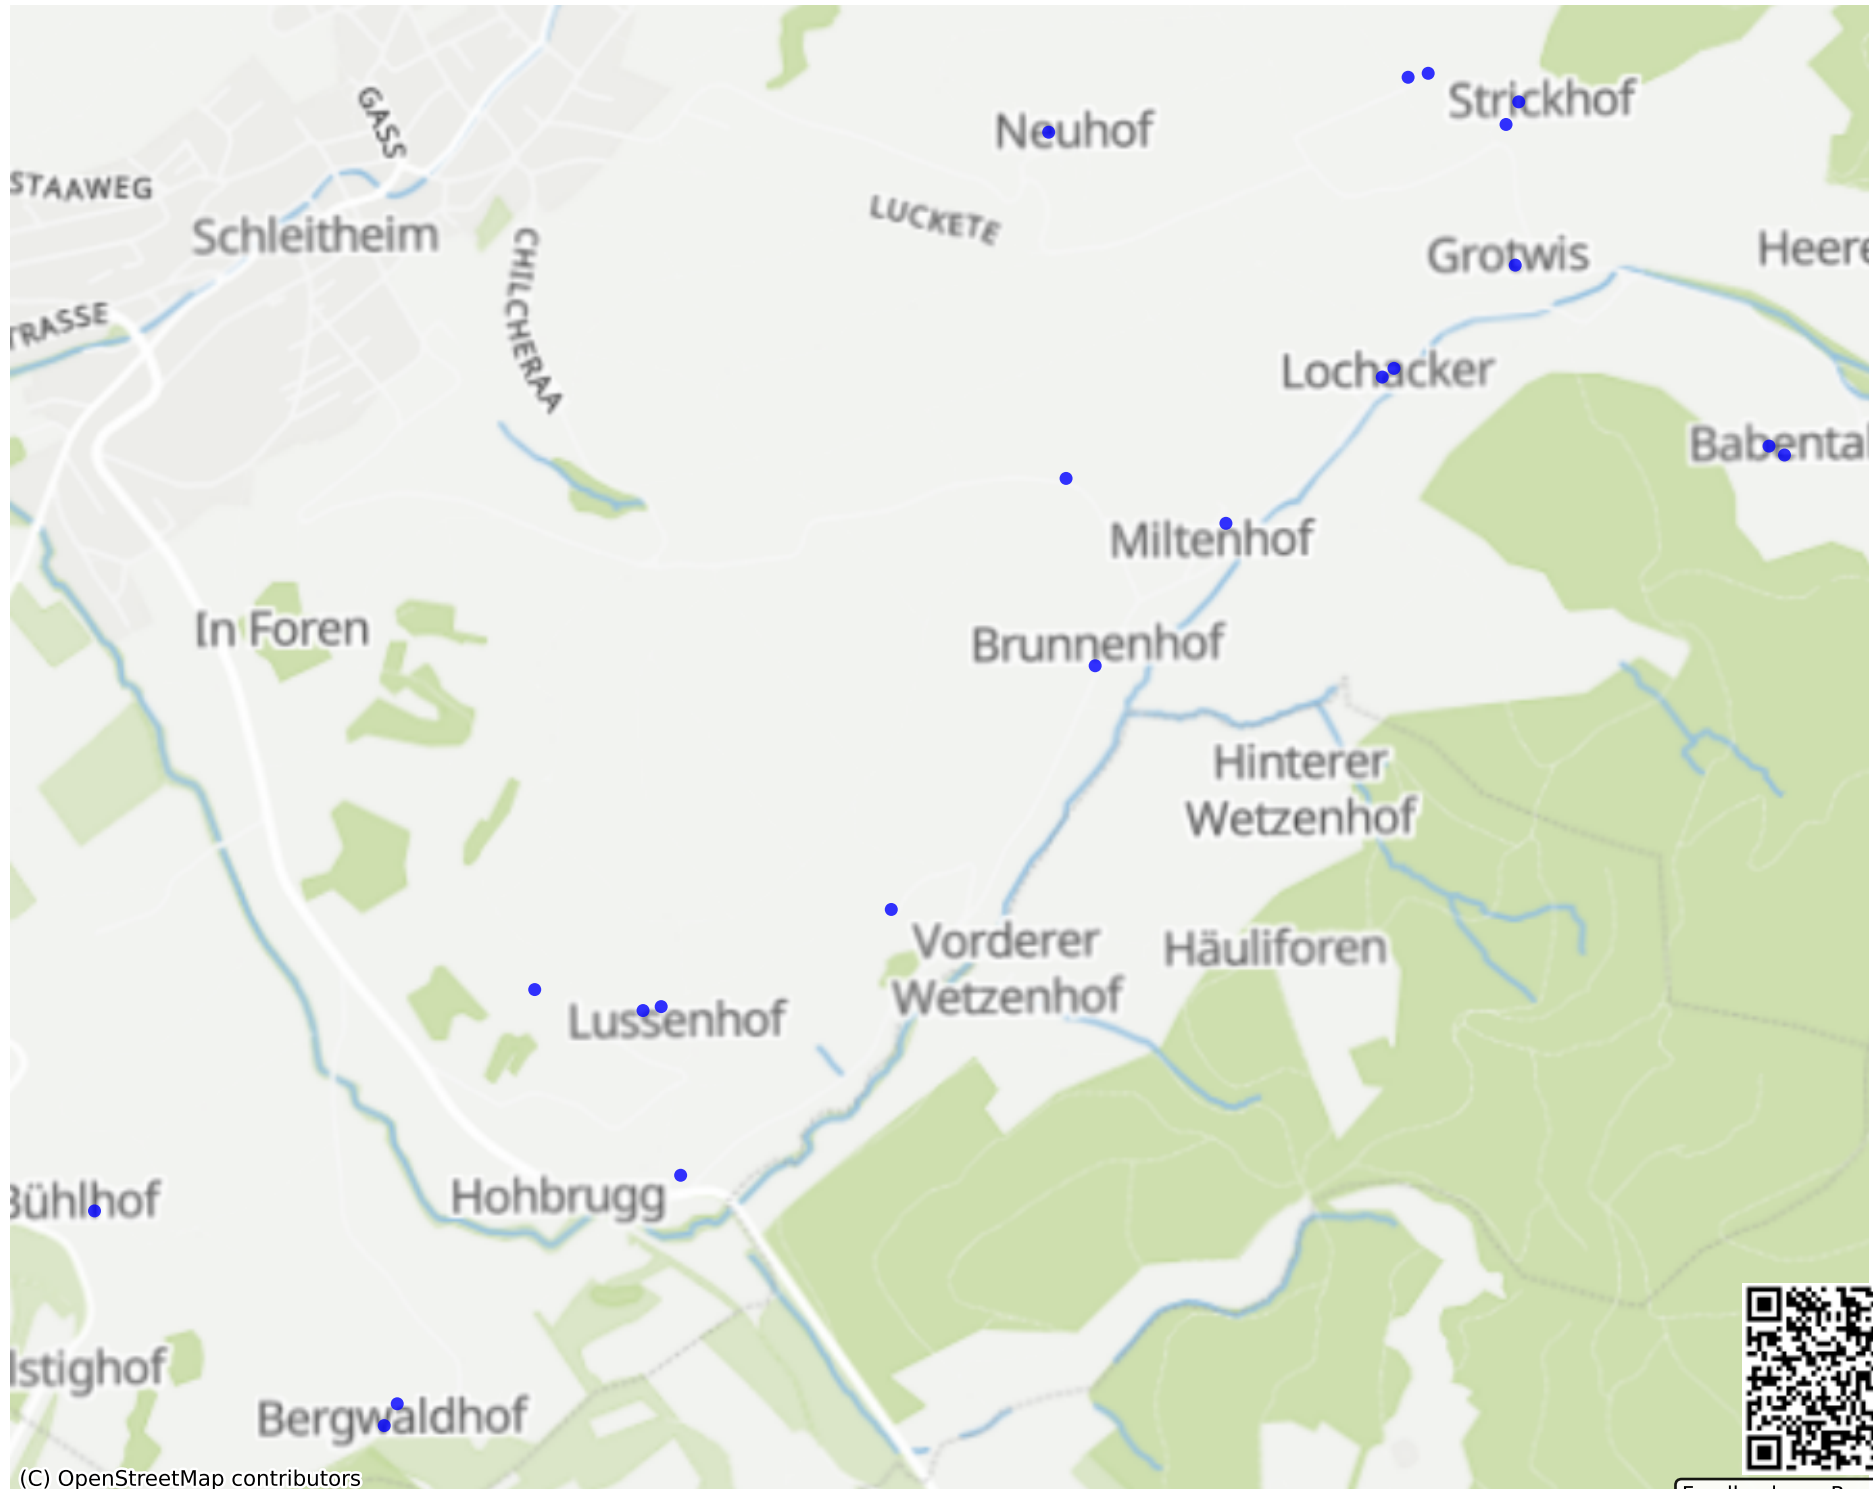 GASS
Neuhof
Strickhof
STAAWEG
LUCKETE
Schleitheim
CHILCHERAA
Grotwis
Heere
TRASSE
Lochacker
Babental
Miltenhof
In Foren
Brunnenhof
Hinterer
Wetzenhof
Vorderer
Wetzenhof
Häuliforen
Lussenhof
Hohbrugg
Bühlhof
lstighof
Bergwaldhof
(C) OpenStreetMap contributors